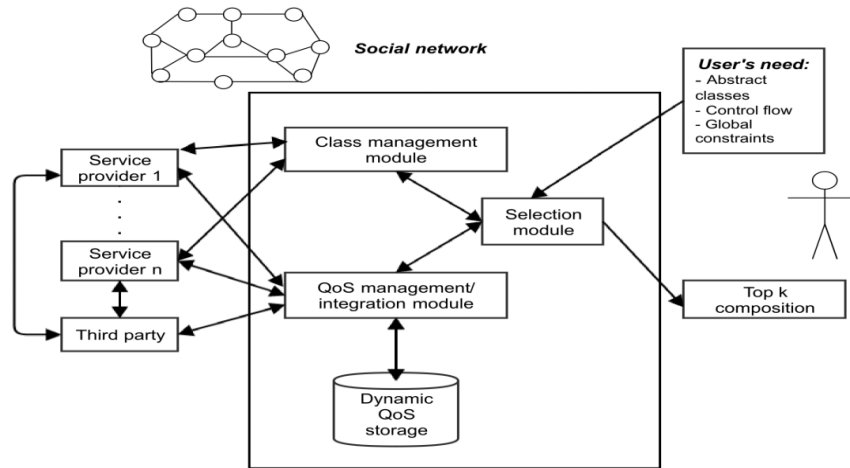 Social network
User's need:
- Abstract
classes
- Control flow
- Global
constraints
Class management
module
Service
provider 1
Selection
module
Service
provider n
QoS management/
integration module
Top k
composition
Third party
Dynamic
QoS
storage